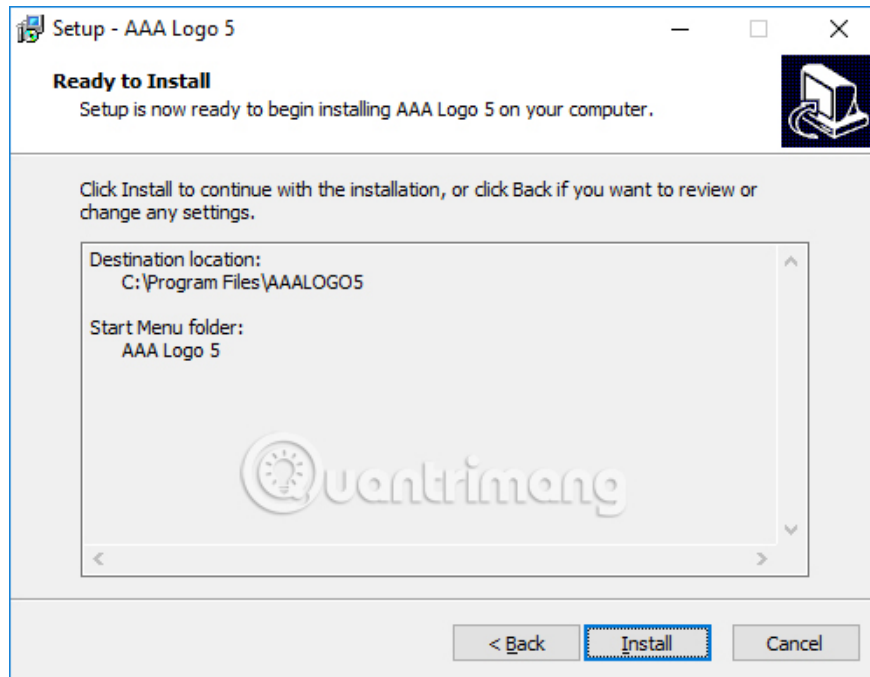 Setup - AAA Logo 5
Ready to Install
Setup is now ready to begin installing AAA Logo 5 on your computer.
Click Install to continue with the installation, or click Back if you want to review or
change any settings.
Destination location:
C:\Program Files\AAALOGO5
Start Menu folder:
AAA Logo 5
Quantrimang
< Back
Install
Cancel